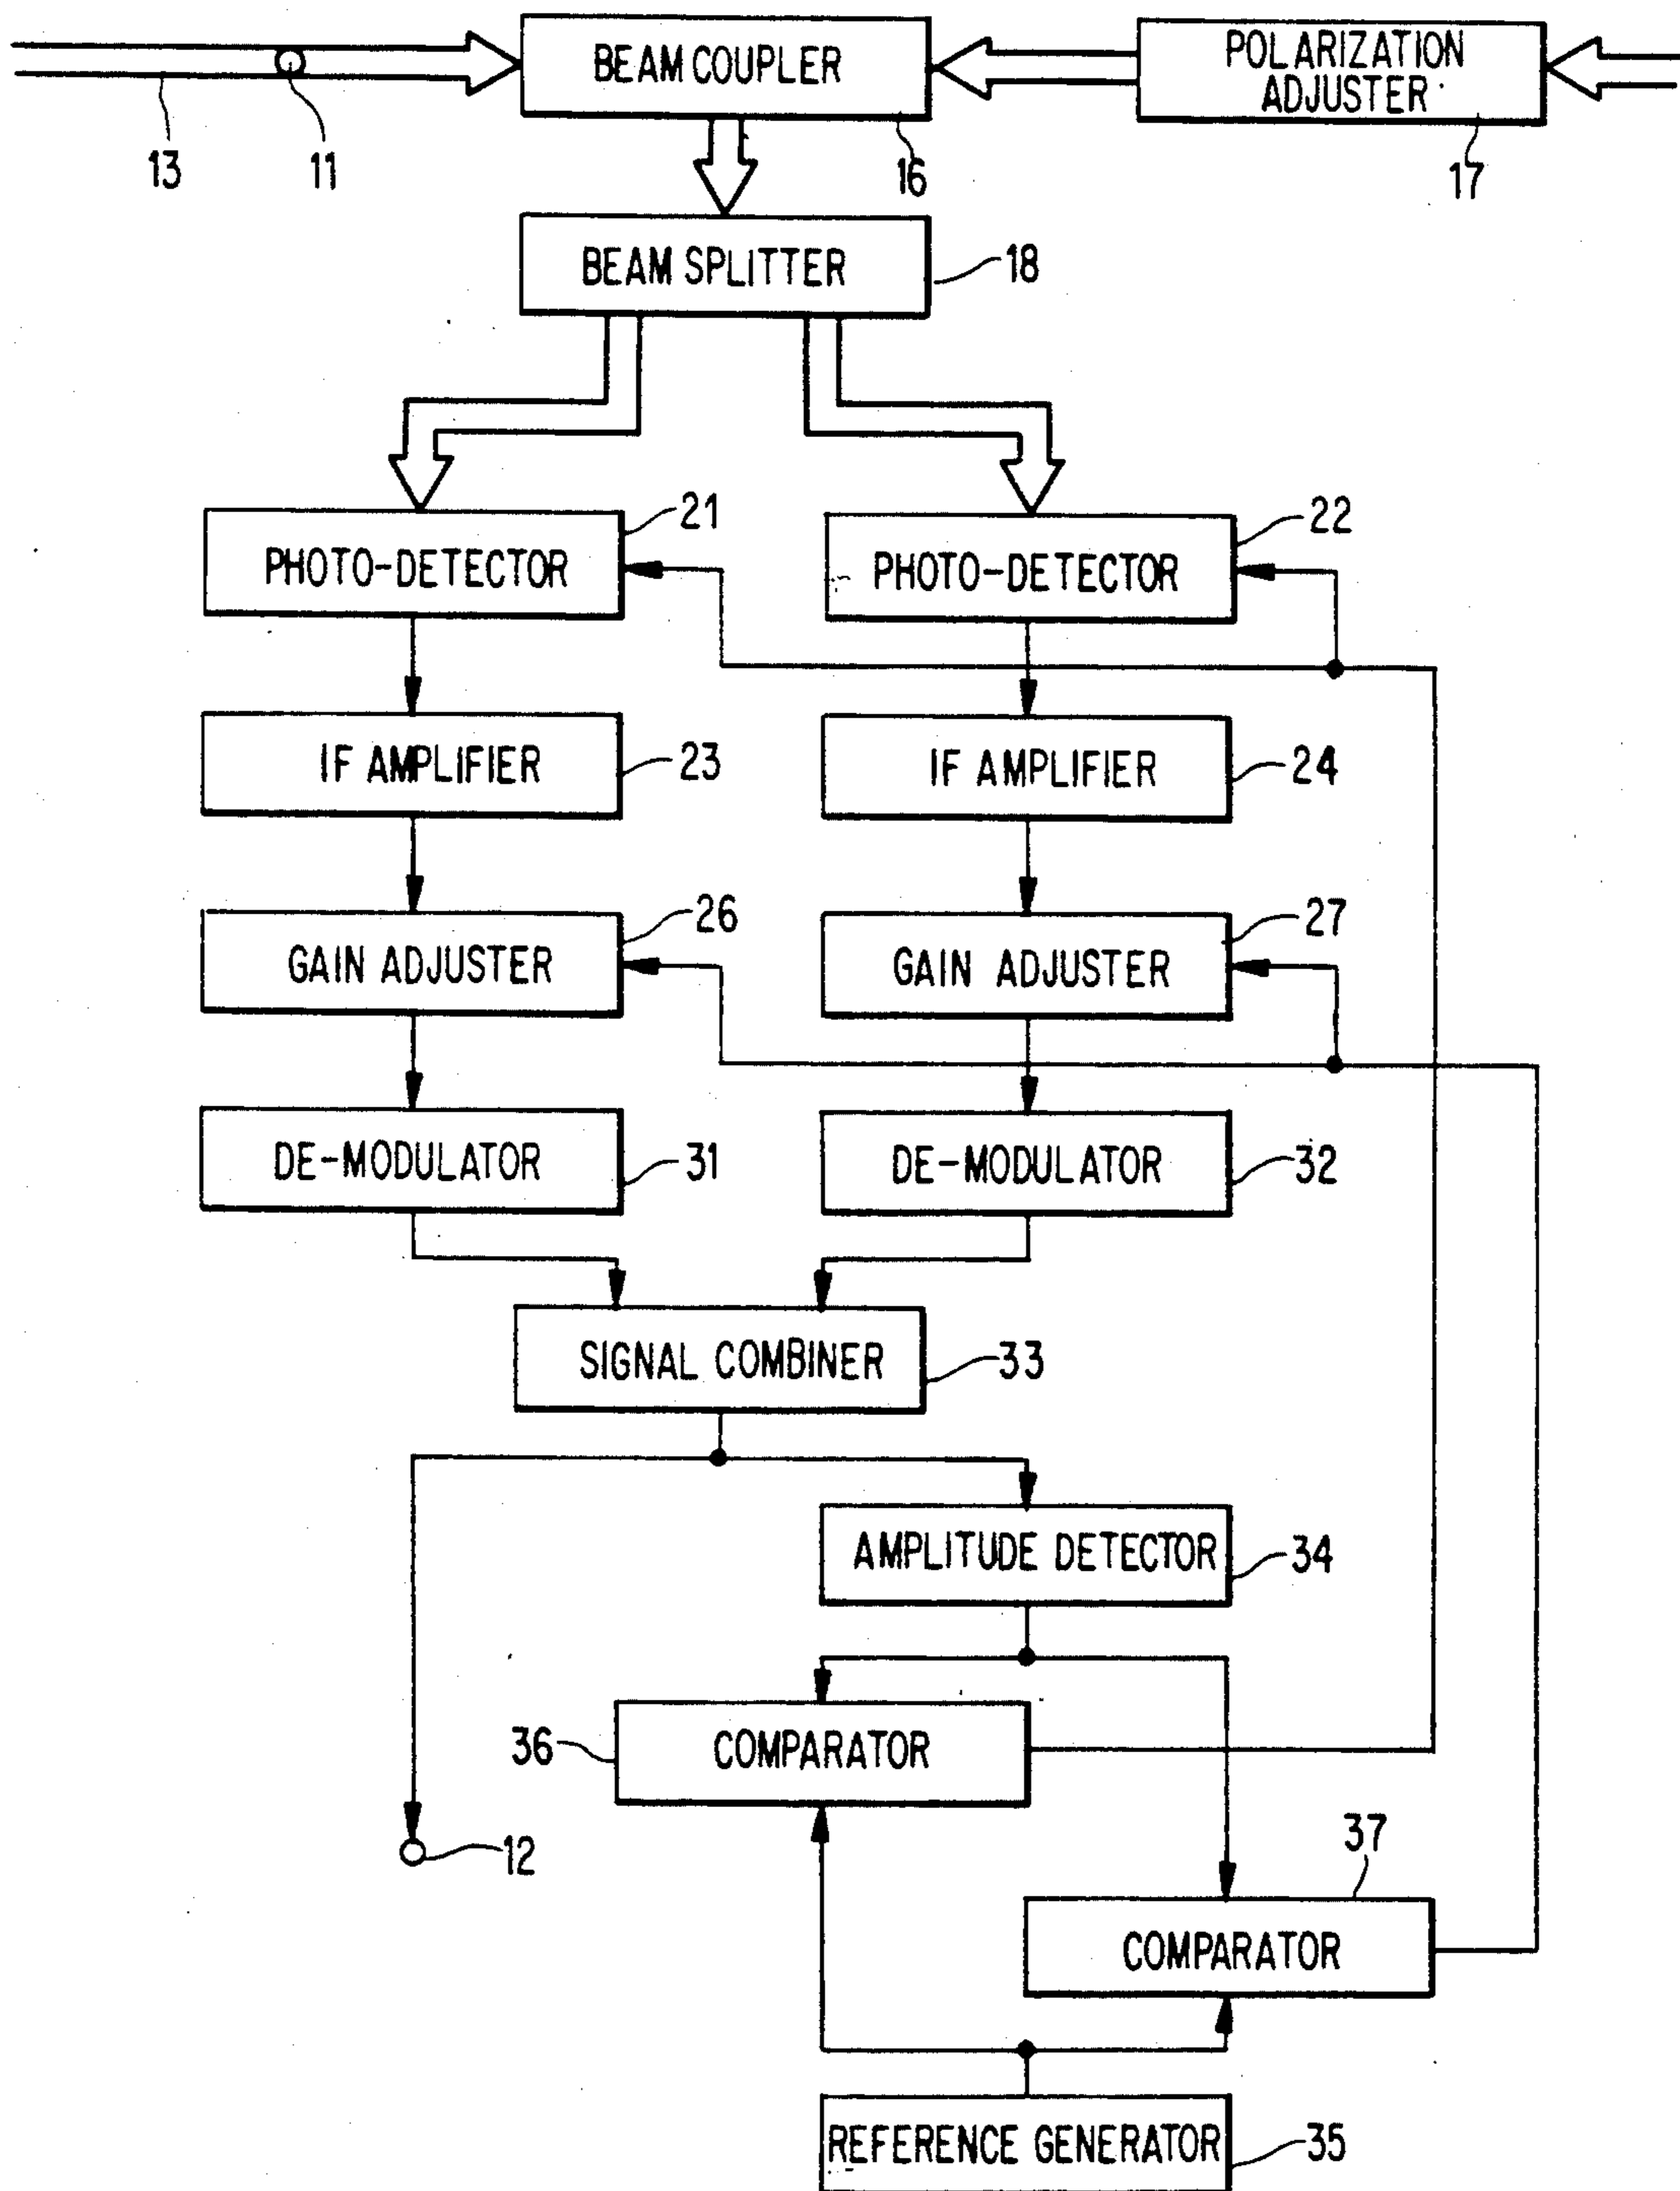 BEAM COUPLER
POLARIZATION
ADJUSTER
13
11
16
17
BEAM SPLITTER
18
21
22
PHOTO-DETECTOR
PHOTO-DETECTOR
IF AMPLIFIER
23
IF AMPLIFIER
24
26
27
GAIN ADJUSTER
GAIN ADJUSTER
DE-MODULATOR
31
DE-MODULATOR
32
SIGNAL COMBINER
33
AMPLITUDE DETECTOR
34
36
COMPARATOR
12
37
COMPARATOR
REFERENCE GENERATOR
35